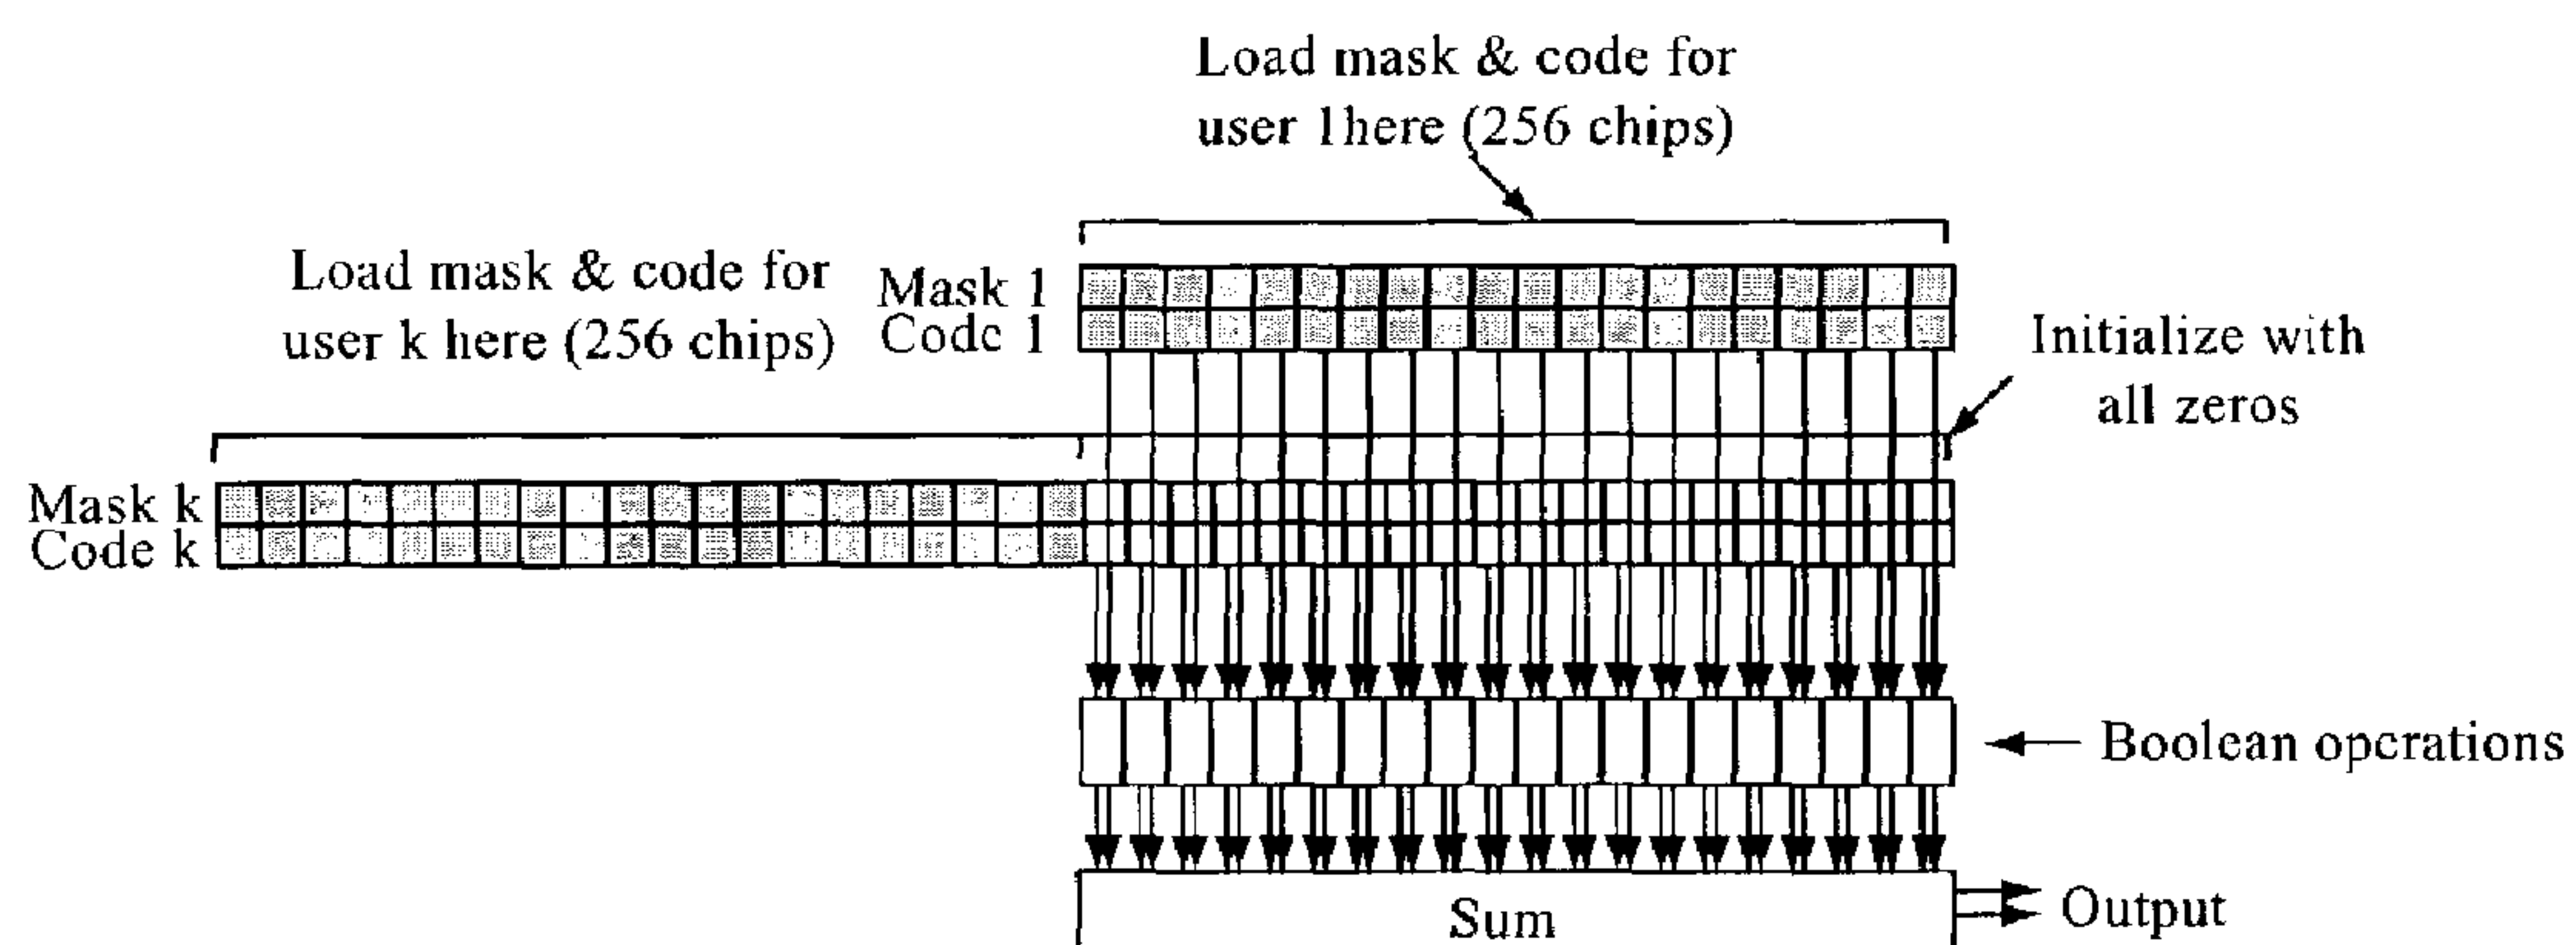 Load mask & code for
user 1here (256 chips)
Load mask & code for
user k here (256 chips)
Mask 1
Code 1
Initialize with
all zeros
Mask k
Code k
Boolean operations
Sum
Output